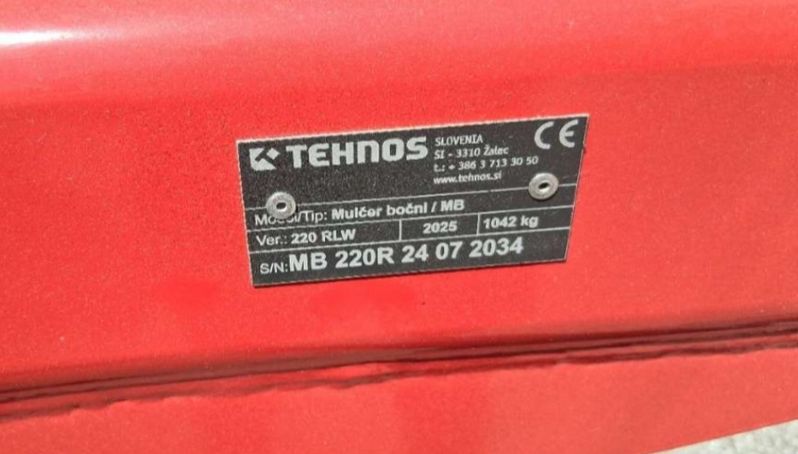 TEHNOS
SLOVENIA
SI - 3310 Žalec
t.: + 386 3 713 30 50
www.tehnos.si
CE
Model/Tip: Mulčer bočni / MB
Ver.: 220 RLW 2025 1042 kg
S/N: MB 220R 24 07 2034